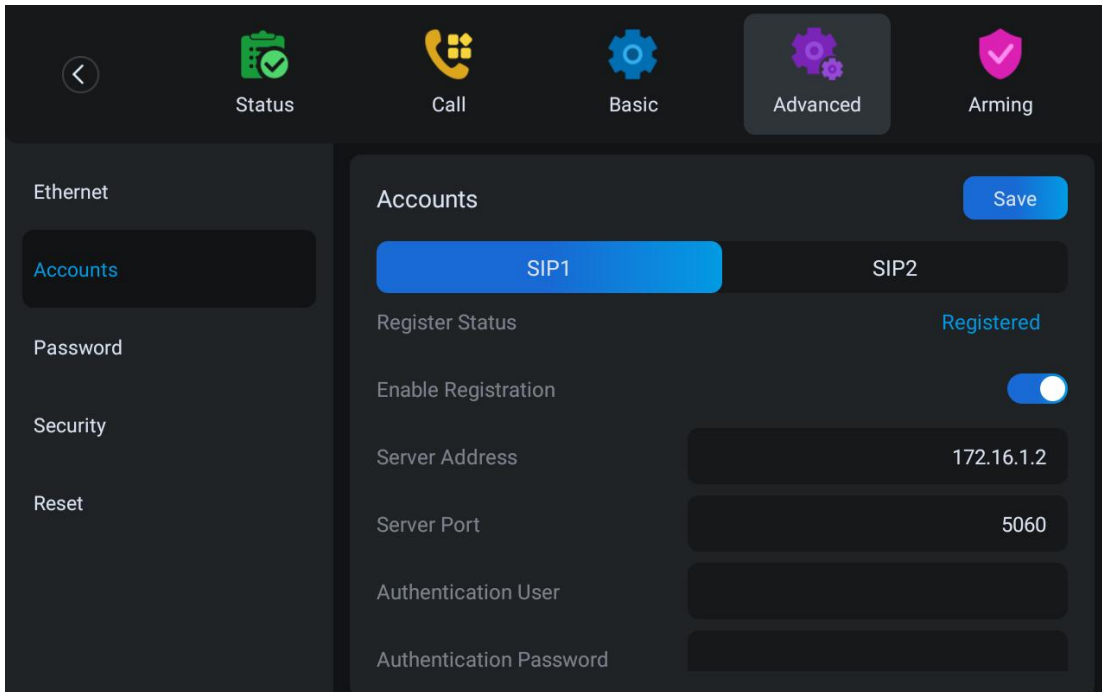 Status
Call
Basic
Advanced
Arming
Ethernet
Accounts
Password
Security
Reset
Accounts
Save
SIP1
SIP2
Register Status
Registered
Enable Registration
Server Address
172.16.1.2
Server Port
5060
Authentication User
Authentication Password